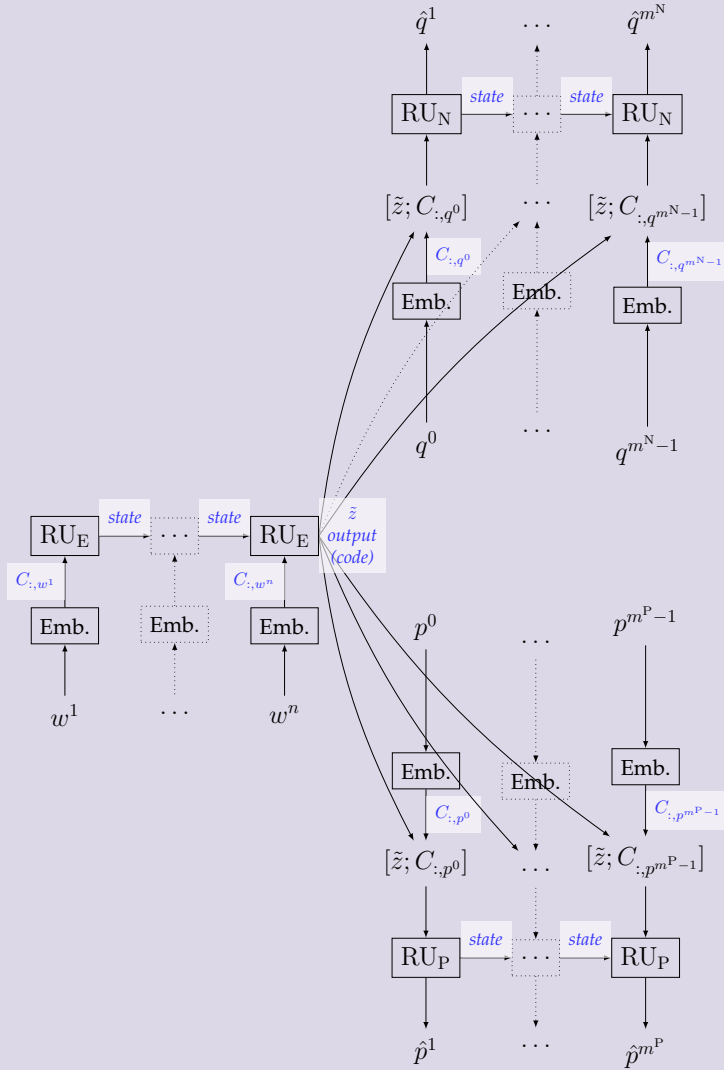 q̂¹ ⋯ q̂^{m^N}
state state
RU_N ⋯ RU_N
[z̃; C_{:,q⁰}] ⋯ [z̃; C_{:,q^{m^N−1}}]
C_{:,q⁰} C_{:,q^{m^N−1}}
Emb. Emb. Emb.
q⁰ ⋯ q^{m^N−1}
state state z̃
RU_E ⋯ RU_E output
(code)
C_{:,w¹} C_{:,wⁿ}
Emb. Emb. Emb.
w¹ ⋯ wⁿ
p⁰ ⋯ p^{m^P−1}
Emb. Emb. Emb.
C_{:,p⁰} C_{:,p^{m^P−1}}
[z̃; C_{:,p⁰}] ⋯ [z̃; C_{:,p^{m^P−1}}]
state state
RU_P ⋯ RU_P
p̂¹ ⋯ p̂^{m^P}